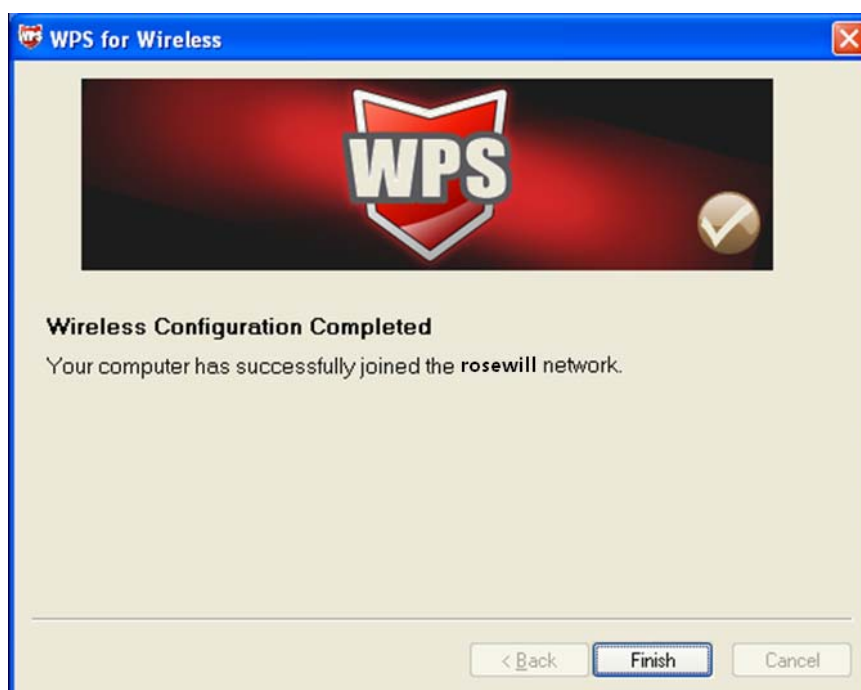 WPS for Wireless
WPS
Wireless Configuration Completed
Your computer has successfully joined the rosewill network.
< Back
Finish
Cancel